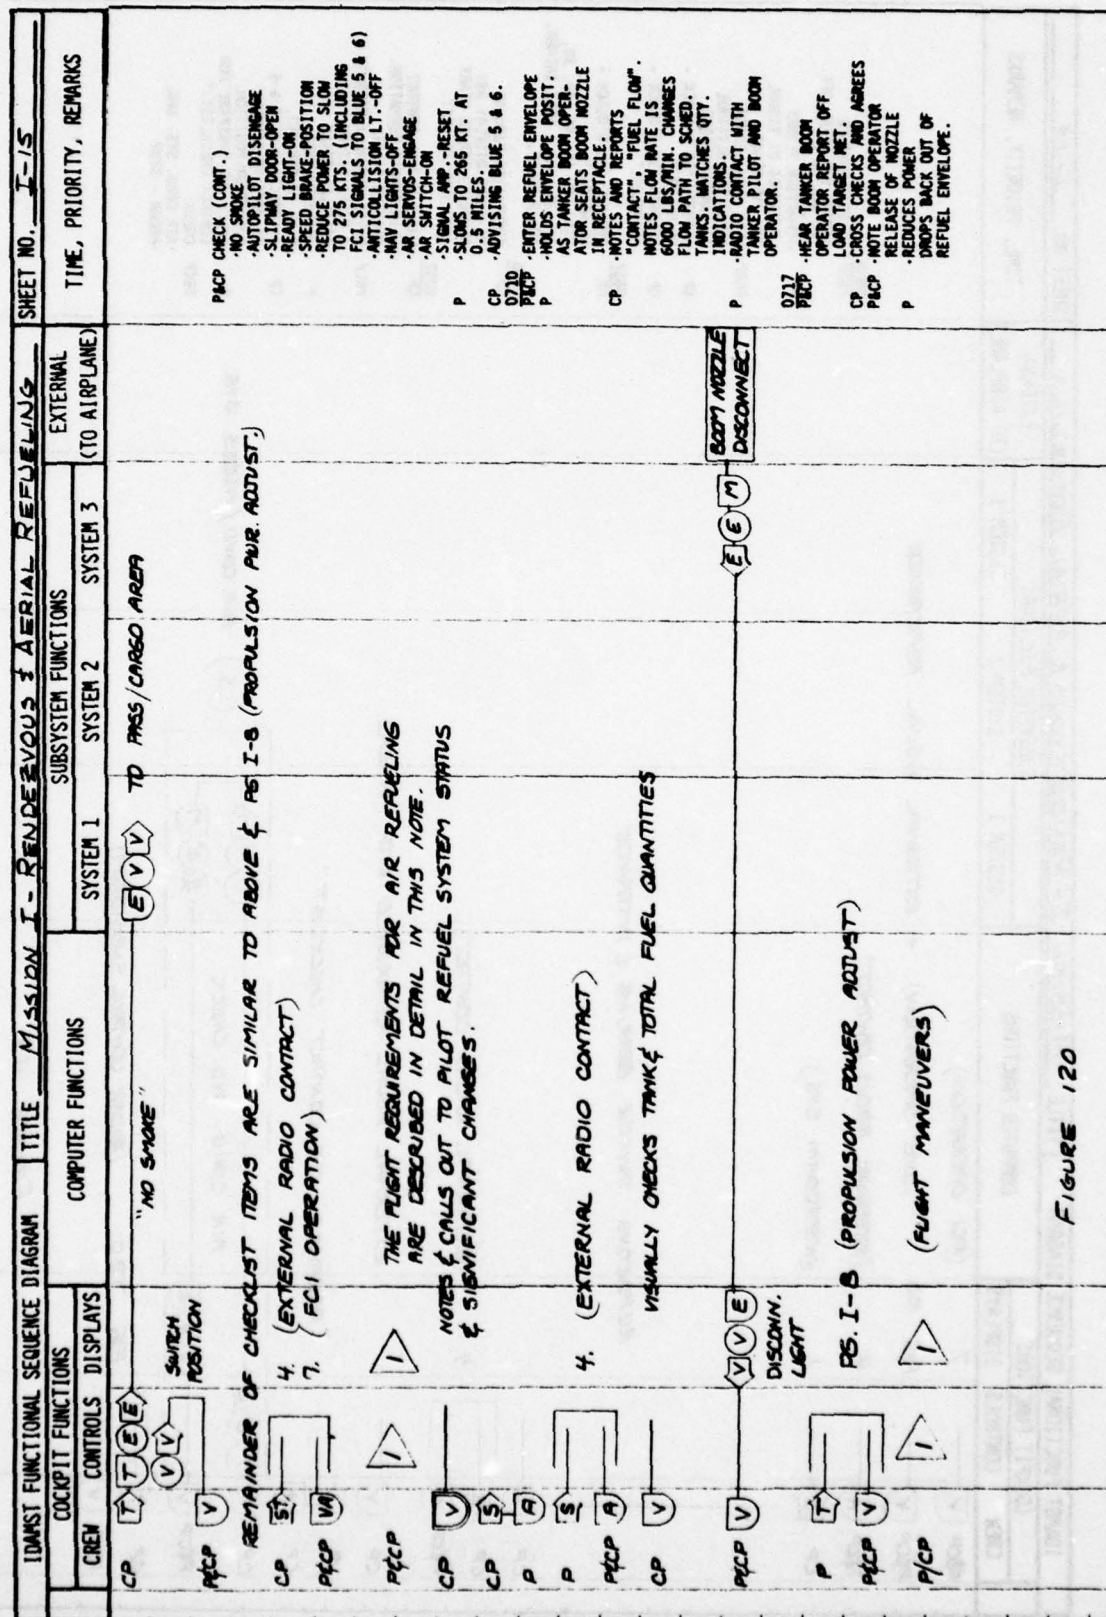 IDAMST FUNCTIONAL SEQUENCE DIAGRAM
TITLE MISSION I - RENDEZVOUS & AERIAL REFUELING
SHEET NO. I-15
COCKPIT FUNCTIONS
COMPUTER FUNCTIONS
SUBSYSTEM FUNCTIONS
EXTERNAL
(TO AIRPLANE)
TIME, PRIORITY, REMARKS
CREW
CONTROLS
DISPLAYS
SYSTEM 1
SYSTEM 2
SYSTEM 3
CP T T E E
"NO SMOKE"
E V V TO PASS/CARGO AREA
V V
SWITCH
POSITION
P&CP V
REMAINDER OF CHECKLIST ITEMS ARE SIMILAR TO ABOVE & PS I-8 (PROPULSION PWR. ADJUST.)
CP ST
4. (EXTERNAL RADIO CONTACT)
P&CP VA
7. (FCI OPERATION)
P&CP 1
THE FLIGHT REQUIREMENTS FOR AIR REFUELING
ARE DESCRIBED IN DETAIL IN THIS NOTE.
CP V
NOTES & CALLS OUT TO PILOT REFUEL SYSTEM STATUS
& SIGNIFICANT CHANGES.
CP S
P A
P S
4. (EXTERNAL RADIO CONTACT)
P&CP A
CP V
VISUALLY CHECKS TANK & TOTAL FUEL QUANTITIES
P&CP V
V V E
DISCONN.
LIGHT
E E M
BOOM NOZZLE
DISCONNECT
P T
PS. I-8 (PROPULSION POWER ADJUST)
P&CP V
P/CP 1
1
(FLIGHT MANEUVERS)
FIGURE 120
P&CP CHECK (CONT.)
·NO SMOKE
·AUTOPILOT DISENGAGE
·SLIPWAY DOOR-OPEN
·READY LIGHT-ON
·SPEED BRAKE-POSITION
·REDUCE POWER TO SLOW
TO 275 KTS. (INCLUDING
FCI SIGNALS TO BLUE 5 & 6)
·ANTICOLLISION LT.-OFF
·NAV LIGHTS-OFF
·AR SERVOS-ENGAGE
·AR SWITCH-ON
·SIGNAL AMP.-RESET
P ·SLOWS TO 265 KT. AT
0.5 MILES.
CP ·ADVISING BLUE 5 & 6.
0710
P&CP ·ENTER REFUEL ENVELOPE
P ·HOLDS ENVELOPE POSIT.
AS TANKER BOOM OPER-
ATOR SEATS BOOM NOZZLE
IN RECEPTACLE.
CP ·NOTES AND REPORTS
"CONTACT", "FUEL FLOW".
NOTES FLOW RATE IS
6000 LBS/MIN. CHANGES
FLOW PATH TO SCHED.
TANKS. WATCHES QTY.
INDICATIONS.
P ·RADIO CONTACT WITH
TANKER PILOT AND BOOM
OPERATOR.
0717
P&CP ·HEAR TANKER BOOM
OPERATOR REPORT OFF
LOAD TARGET MET.
CP ·CROSS CHECKS AND AGREES
P&CP ·NOTE BOOM OPERATOR
RELEASE OF NOZZLE
P ·REDUCES POWER
DROPS BACK OUT OF
REFUEL ENVELOPE.